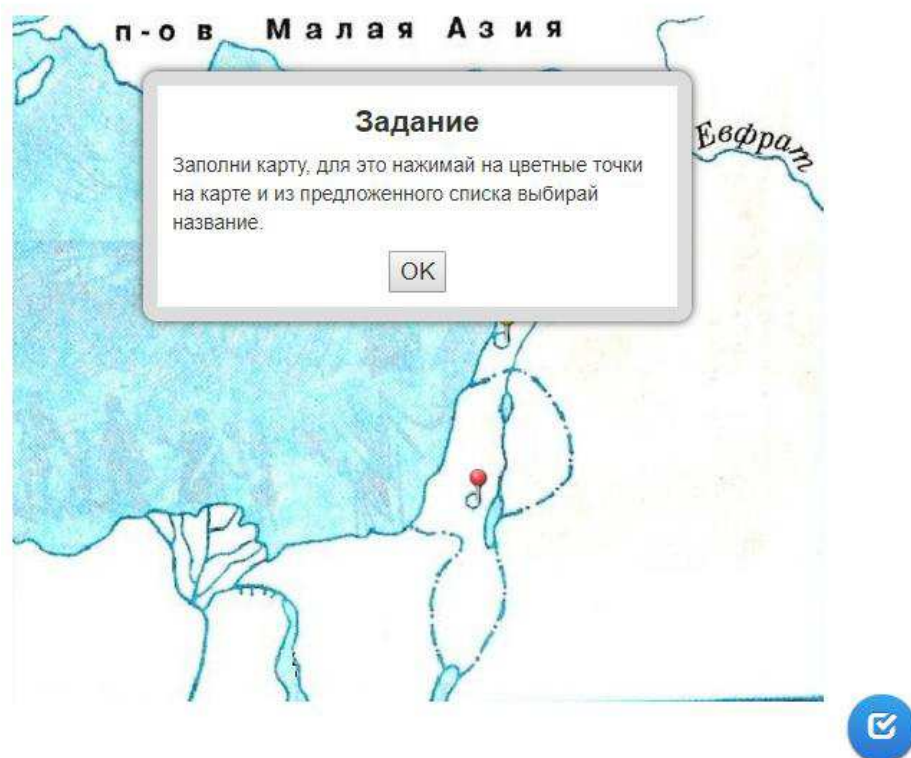 п-ов Малая Азия
Задание
Евфрат
Заполни карту, для это нажимай на цветные точки
на карте и из предложенного списка выбирай
название.
OK